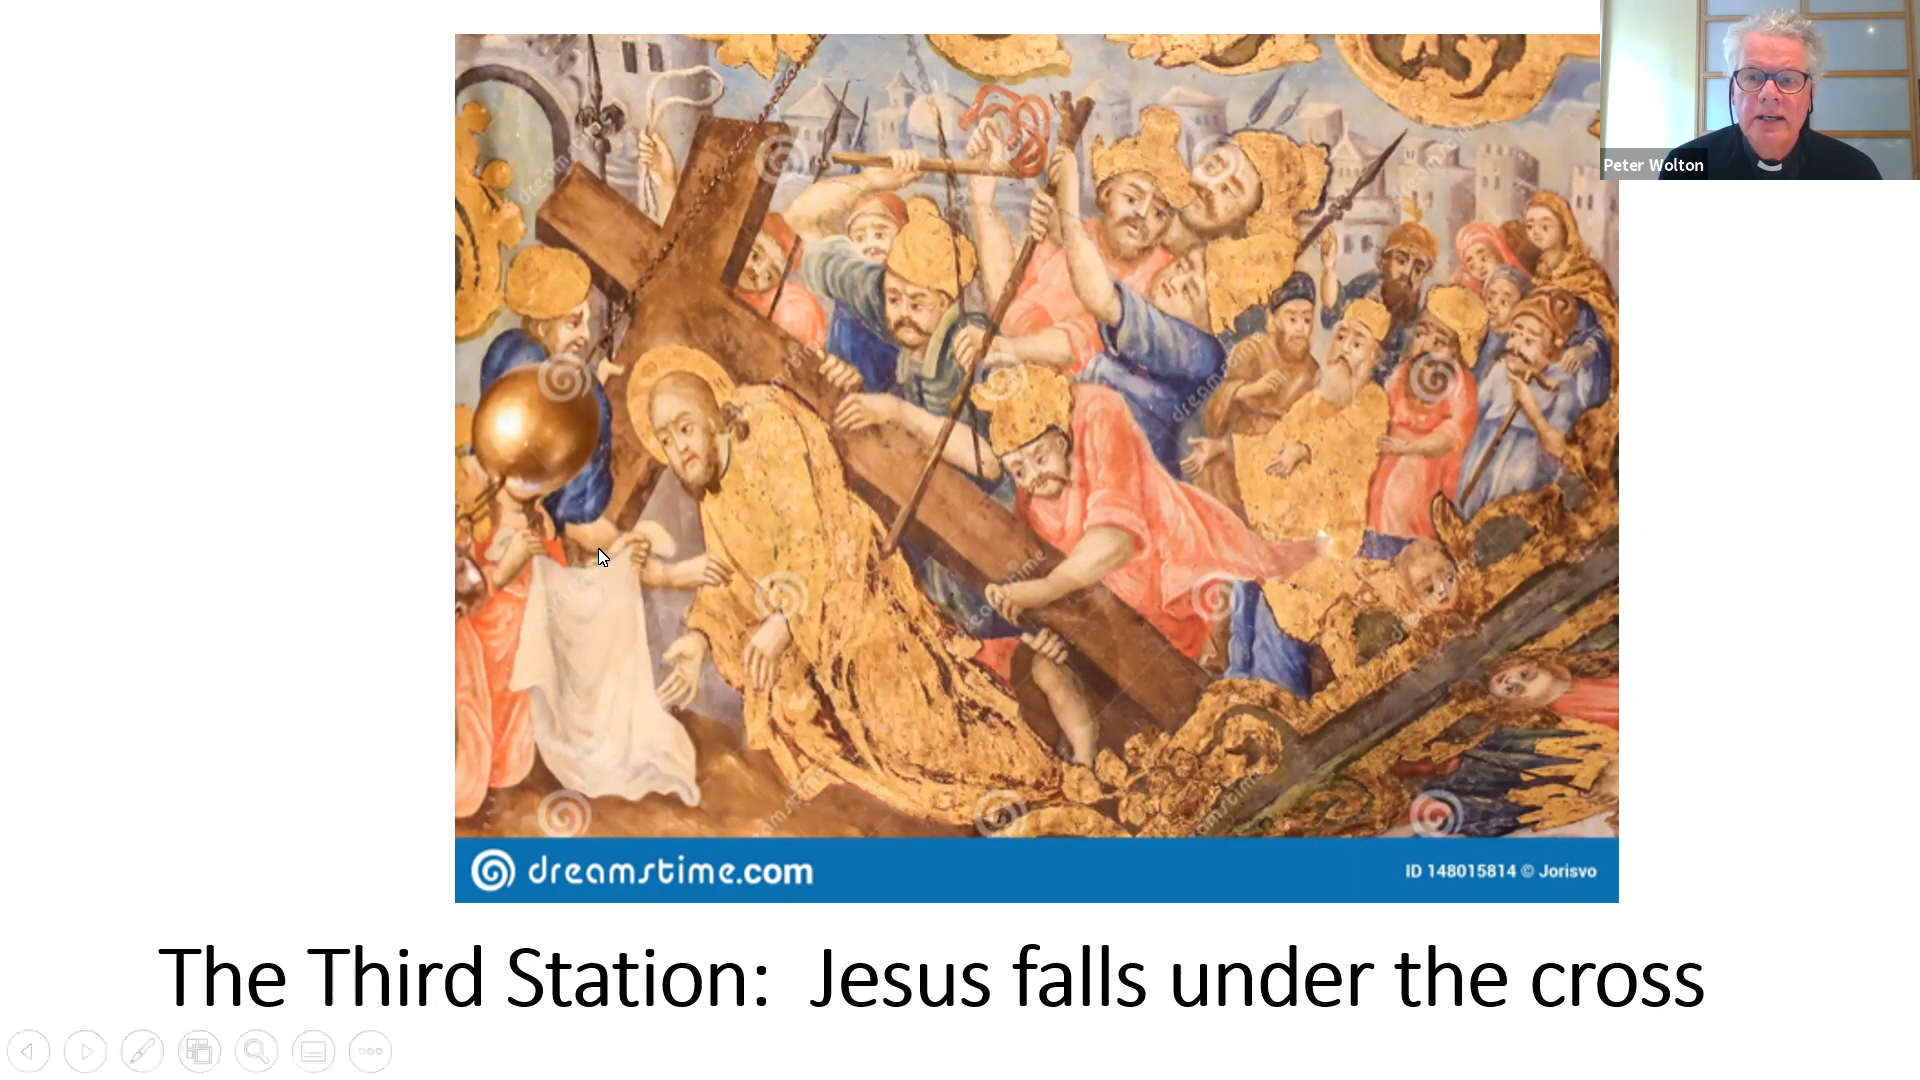 Peter Wolton
dreamstime.com
ID 148015814 © Jorisvo
The Third Station: Jesus falls under the cross